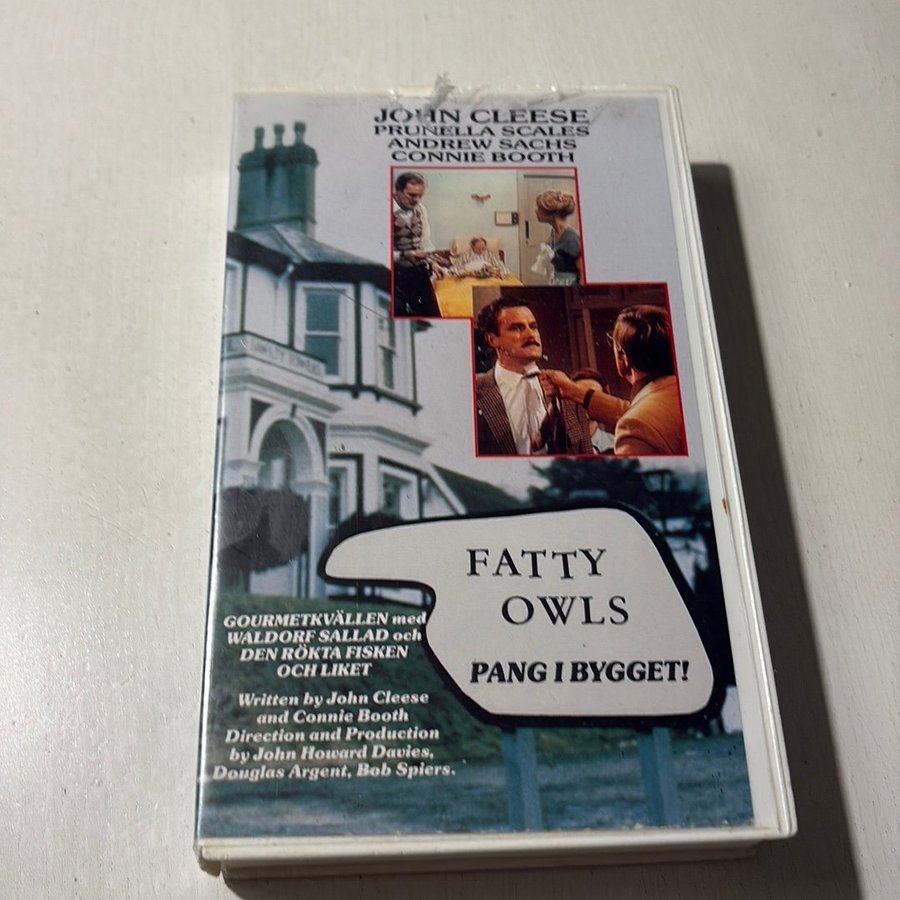 JOHN CLEESE
PRUNELLA SCALES
ANDREW SACHS
CONNIE BOOTH
FAWLTY TOWERS
FATTY
OWLS
PANG I BYGGET!
GOURMETKVÄLLEN med
WALDORF SALLAD och
DEN RÖKTA FISKEN
OCH LIKET
Written by John Cleese
and Connie Booth
Direction and Production
by John Howard Davies,
Douglas Argent, Bob Spiers.